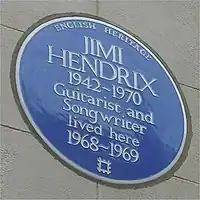 ENGLISH HERITAGE
JIMI
HENDRIX
1942~1970
Guitarist and
Songwriter
lived here
1968~1969